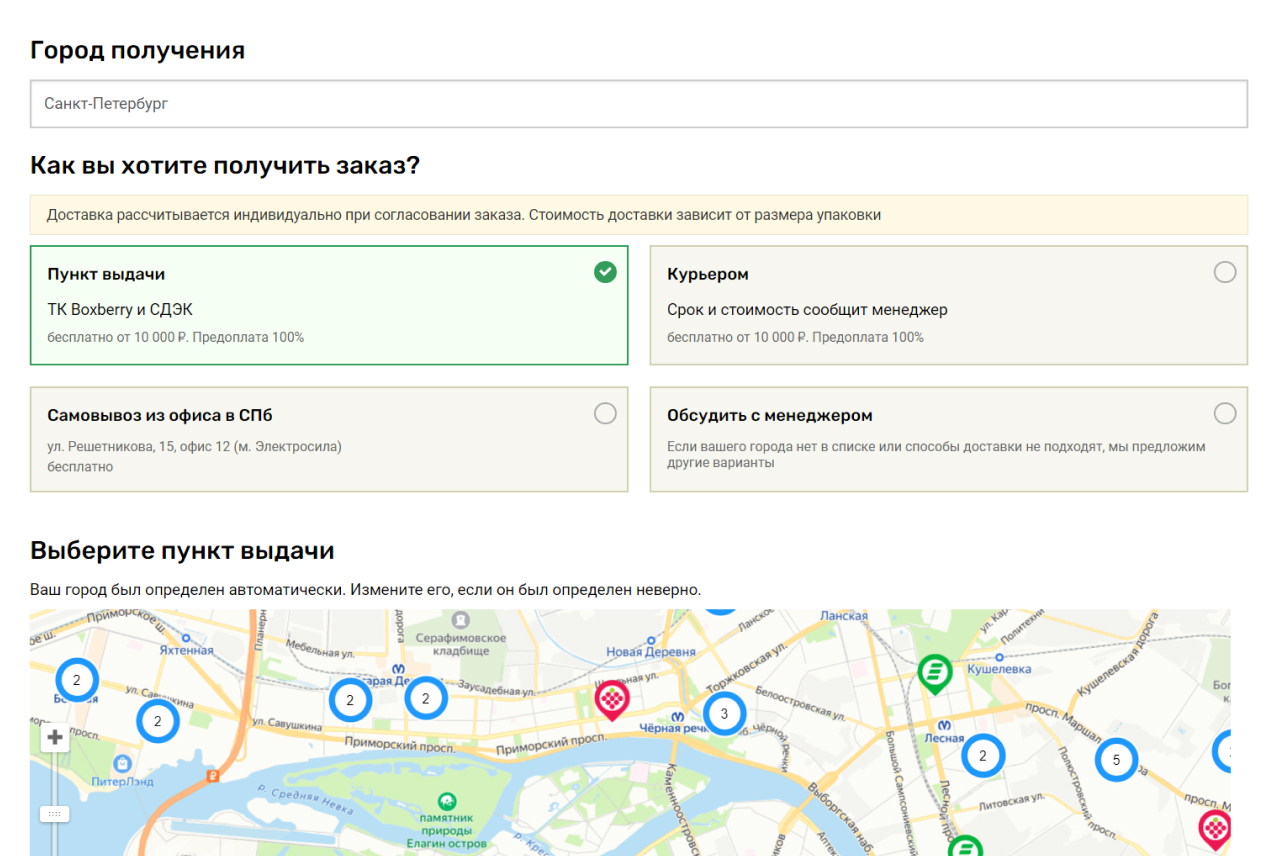 Город получения
Санкт-Петербург
Как вы хотите получить заказ?
Доставка рассчитывается индивидуально при согласовании заказа. Стоимость доставки зависит от размера упаковки
Пункт выдачи
ТК Boxberry и СДЭК
бесплатно от 10 000 ₽. Предоплата 100%
Курьером
Срок и стоимость сообщит менеджер
бесплатно от 10 000 ₽. Предоплата 100%
Самовывоз из офиса в СПб
ул. Решетникова, 15, офис 12 (м. Электросила)
бесплатно
Обсудить с менеджером
Если вашего города нет в списке или способы доставки не подходят, мы предложим
другие варианты
Выберите пункт выдачи
Ваш город был определен автоматически. Измените его, если он был определен неверно.
Приморское ш.
Яхтенная
Мебельная ул.
Серафимовское
кладбище
Новая Деревня
Ланская
Кушелевка
Кушелевская дорога
2
ул. Савушкина
2
2
2
Заусадебная ул.
Торжковская ул.
3
Белоостровская ул.
Чёрная
ул. Савушкина
Приморский просп.
Приморский просп.
Лесная
2
просп.
5
ПитерЛэнд
р. Средняя Невка
памятник
природы
Елагин остров
Выборгская наб.
Большой Сампсониевский
Литовская ул.
Полюстровский
просп.